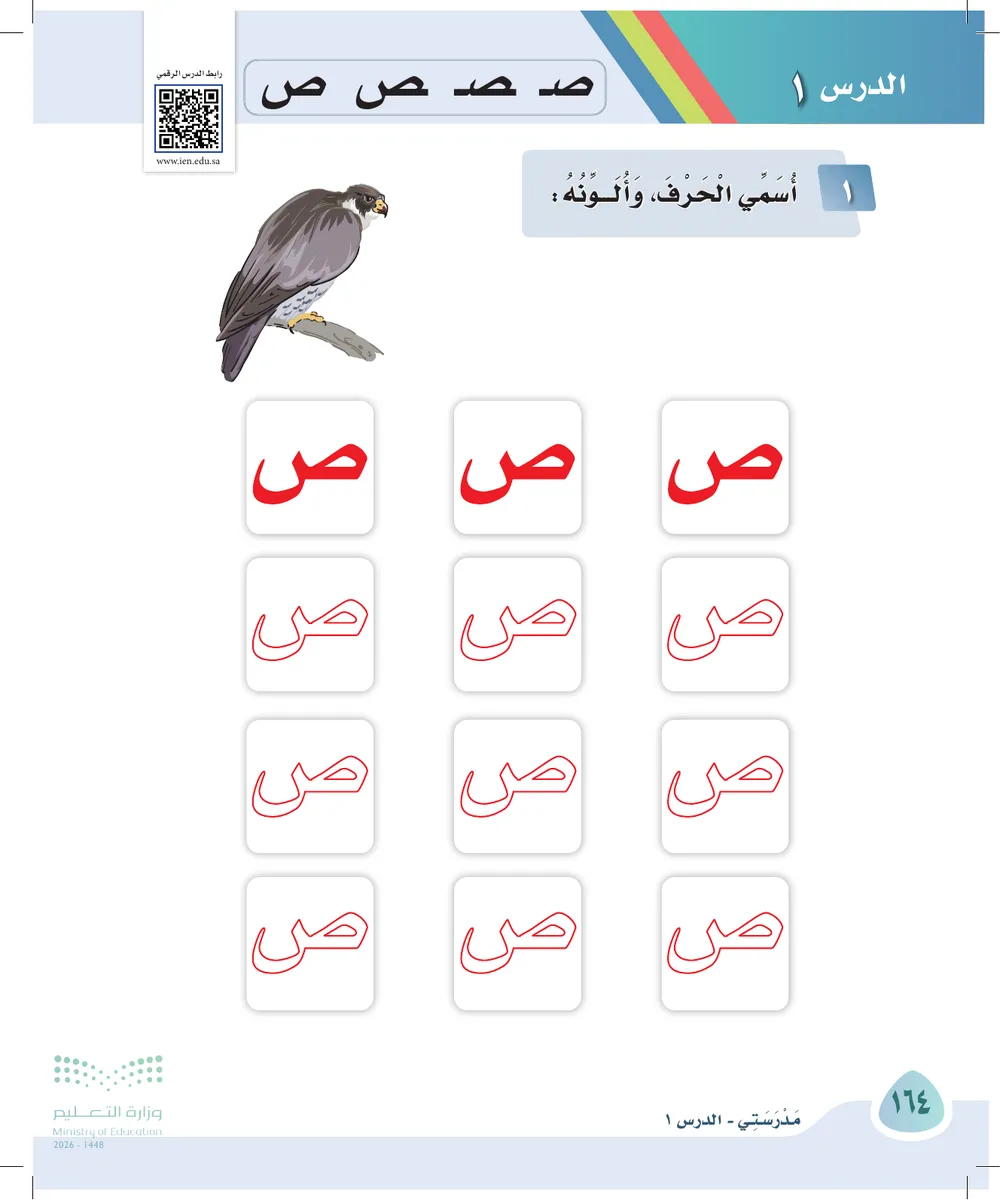 الدرس ١
صـ ـصـ ـص ص
رابط الدرس الرقمي
www.ien.edu.sa
١
أُسَمِّي الْحَرْفَ، وَأُلَـوِّنُهُ :
ص ص ص
ص ص ص
ص ص ص
ص ص ص
١٦٤
مَدْرَسَتِي - الدرس ١
وزارة التعـــليم
Ministry of Education
2026 - 1448